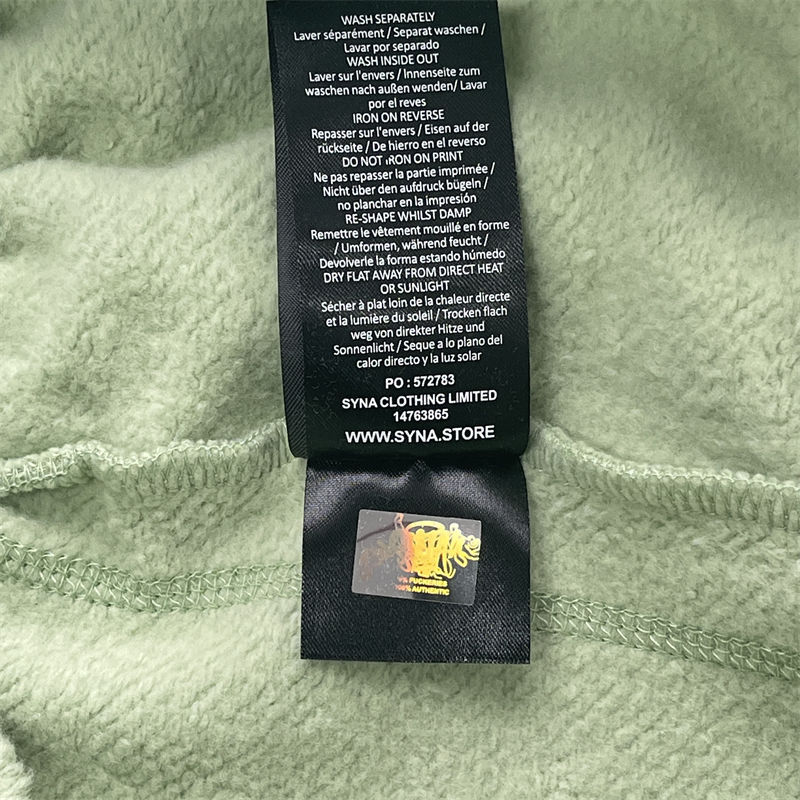 WASH SEPARATELY
Laver séparément / Separat waschen /
Lavar por separado
WASH INSIDE OUT
Laver sur l'envers / Innenseite zum
waschen nach außen wenden/ Lavar
por el reves
IRON ON REVERSE
Repasser sur l'envers / Eisen auf der
rückseite / De hierro en el reverso
DO NOT IRON ON PRINT
Ne pas repasser la partie imprimée /
Nicht über den aufdruck bügeln /
no planchar en la impresión
RE-SHAPE WHILST DAMP
Remettre le vêtement mouillé en forme
/ Umformen, während feucht /
Devolverle la forma estando húmedo
DRY FLAT AWAY FROM DIRECT HEAT
OR SUNLIGHT
Sécher à plat loin de la chaleur directe
et la lumière du soleil / Trocken flach
weg von direkter Hitze und
Sonnenlicht / Seque a lo plano del
calor directo y la luz solar
PO : 572783
SYNA CLOTHING LIMITED
14763865
WWW.SYNA.STORE
FUCKERIES
100% AUTHENTIC